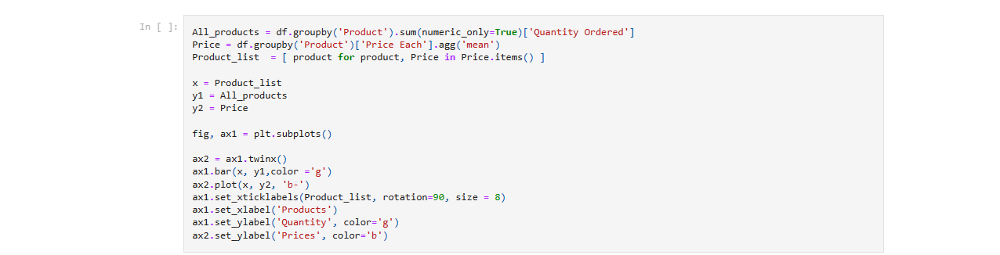 In [ ]:
All_products = df.groupby('Product').sum(numeric_only=True)['Quantity Ordered']
Price = df.groupby('Product')['Price Each'].agg('mean')
Product_list  = [ product for product, Price in Price.items() ]
x = Product_list
y1 = All_products
y2 = Price
fig, ax1 = plt.subplots()
ax2 = ax1.twinx()
ax1.bar(x, y1,color ='g')
ax2.plot(x, y2, 'b-')
ax1.set_xticklabels(Product_list, rotation=90, size = 8)
ax1.set_xlabel('Products')
ax1.set_ylabel('Quantity', color='g')
ax2.set_ylabel('Prices', color='b')